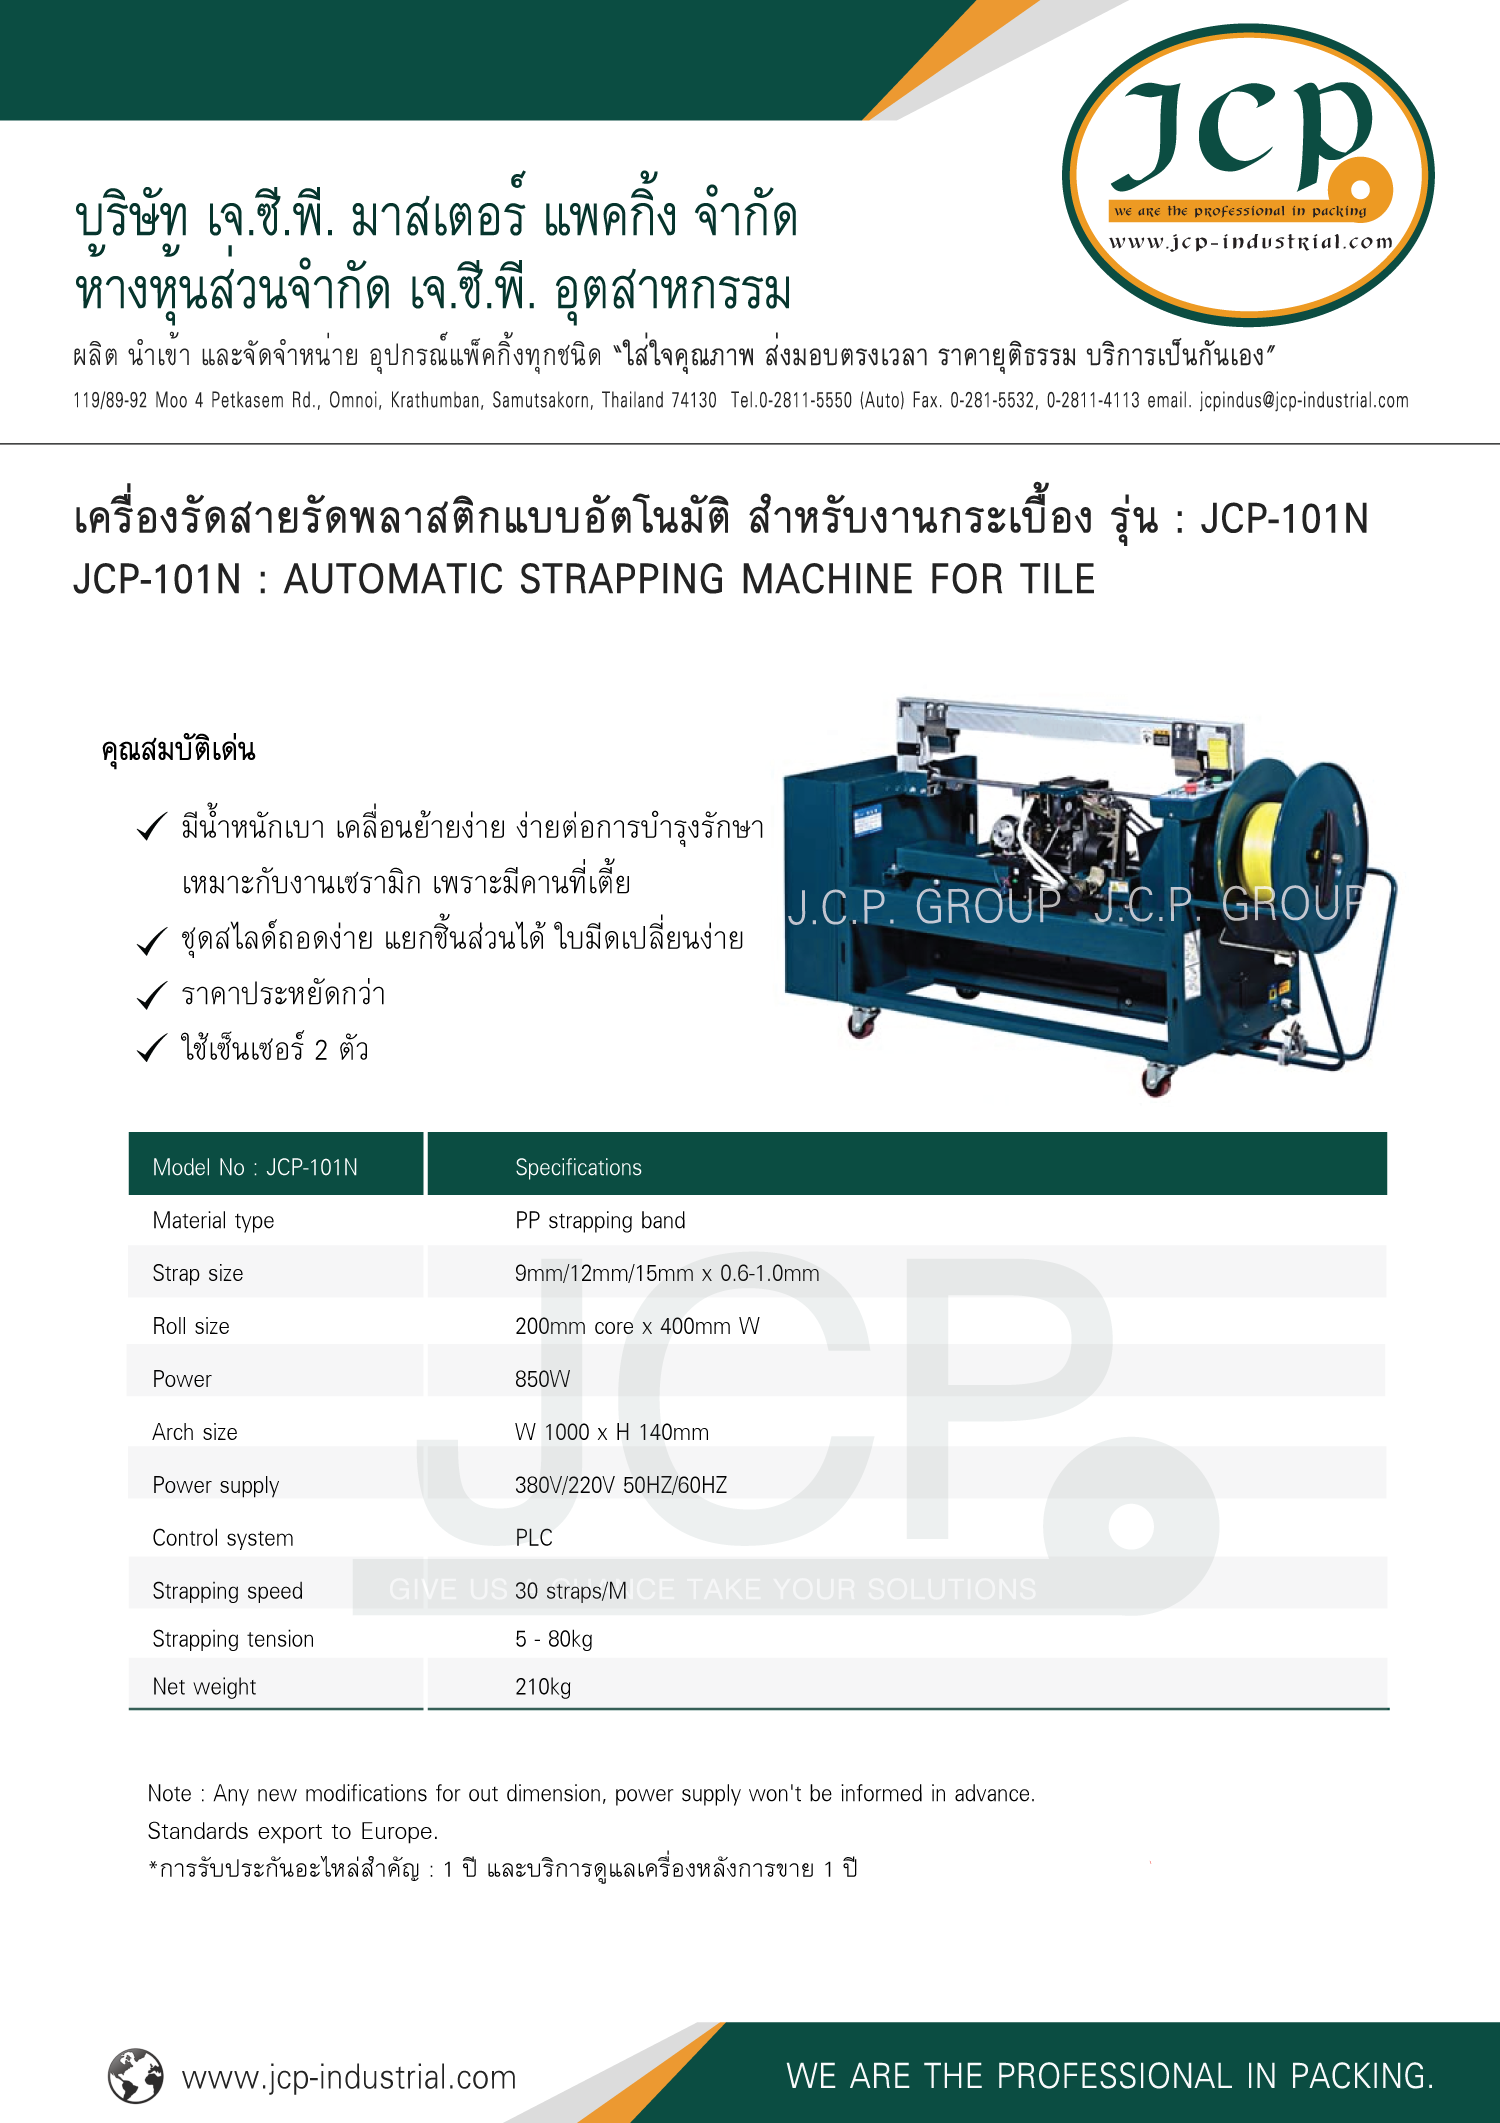 JCP
we are the professional in packing
www.jcp-industrial.com
บริษัท เจ.ซี.พี. มาสเตอร์ แพคกิ้ง จำกัด
ห้างหุ้นส่วนจำกัด เจ.ซี.พี. อุตสาหกรรม
ผลิต นำเข้า และจัดจำหน่าย อุปกรณ์แพ็คกิ้งทุกชนิด "ใส่ใจคุณภาพ ส่งมอบตรงเวลา ราคายุติธรรม บริการเป็นกันเอง"
119/89-92 Moo 4 Petkasem Rd., Omnoi, Krathumban, Samutsakorn, Thailand 74130 Tel.0-2811-5550 (Auto) Fax. 0-281-5532, 0-2811-4113 email. jcpindus@jcp-industrial.com
เครื่องรัดสายรัดพลาสติกแบบอัตโนมัติ สำหรับงานกระเบื้อง รุ่น : JCP-101N
JCP-101N : AUTOMATIC STRAPPING MACHINE FOR TILE
คุณสมบัติเด่น
มีน้ำหนักเบา เคลื่อนย้ายง่าย ง่ายต่อการบำรุงรักษา
เหมาะกับงานเซรามิก เพราะมีคานที่เตี้ย
ชุดสไลด์ถอดง่าย แยกชิ้นส่วนได้ ใบมีดเปลี่ยนง่าย
ราคาประหยัดกว่า
ใช้เซ็นเซอร์ 2 ตัว
J.C.P. GROUP J.C.P. GROUP
Model No : JCP-101N Specifications
Material type PP strapping band
Strap size 9mm/12mm/15mm x 0.6-1.0mm
Roll size 200mm core x 400mm W
Power 850W
Arch size W 1000 x H 140mm
Power supply 380V/220V 50HZ/60HZ
Control system PLC
Strapping speed 30 straps/M
Strapping tension 5 - 80kg
Net weight 210kg
JCP
GIVE US CHANCE TAKE YOUR SOLUTIONS
Note : Any new modifications for out dimension, power supply won't be informed in advance.
Standards export to Europe.
*การรับประกันอะไหล่สำคัญ : 1 ปี และบริการดูแลเครื่องหลังการขาย 1 ปี
www.jcp-industrial.com
WE ARE THE PROFESSIONAL IN PACKING.